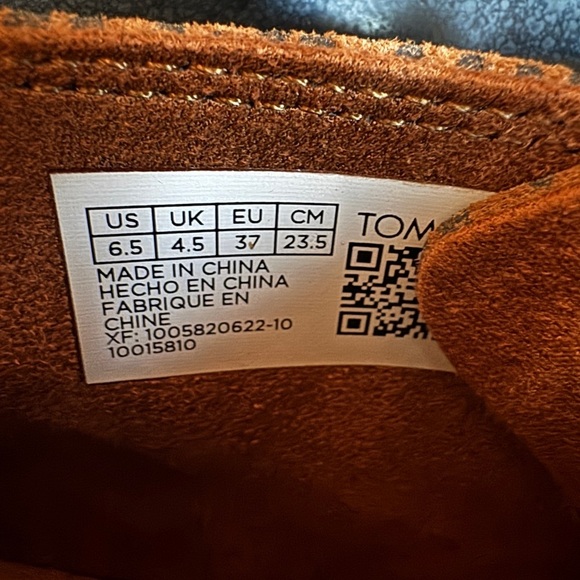 US UK EU CM
6.5 4.5 37 23.5
TOM
MADE IN CHINA
HECHO EN CHINA
FABRIQUE EN
CHINE
XF: 1005820622-10
10015810